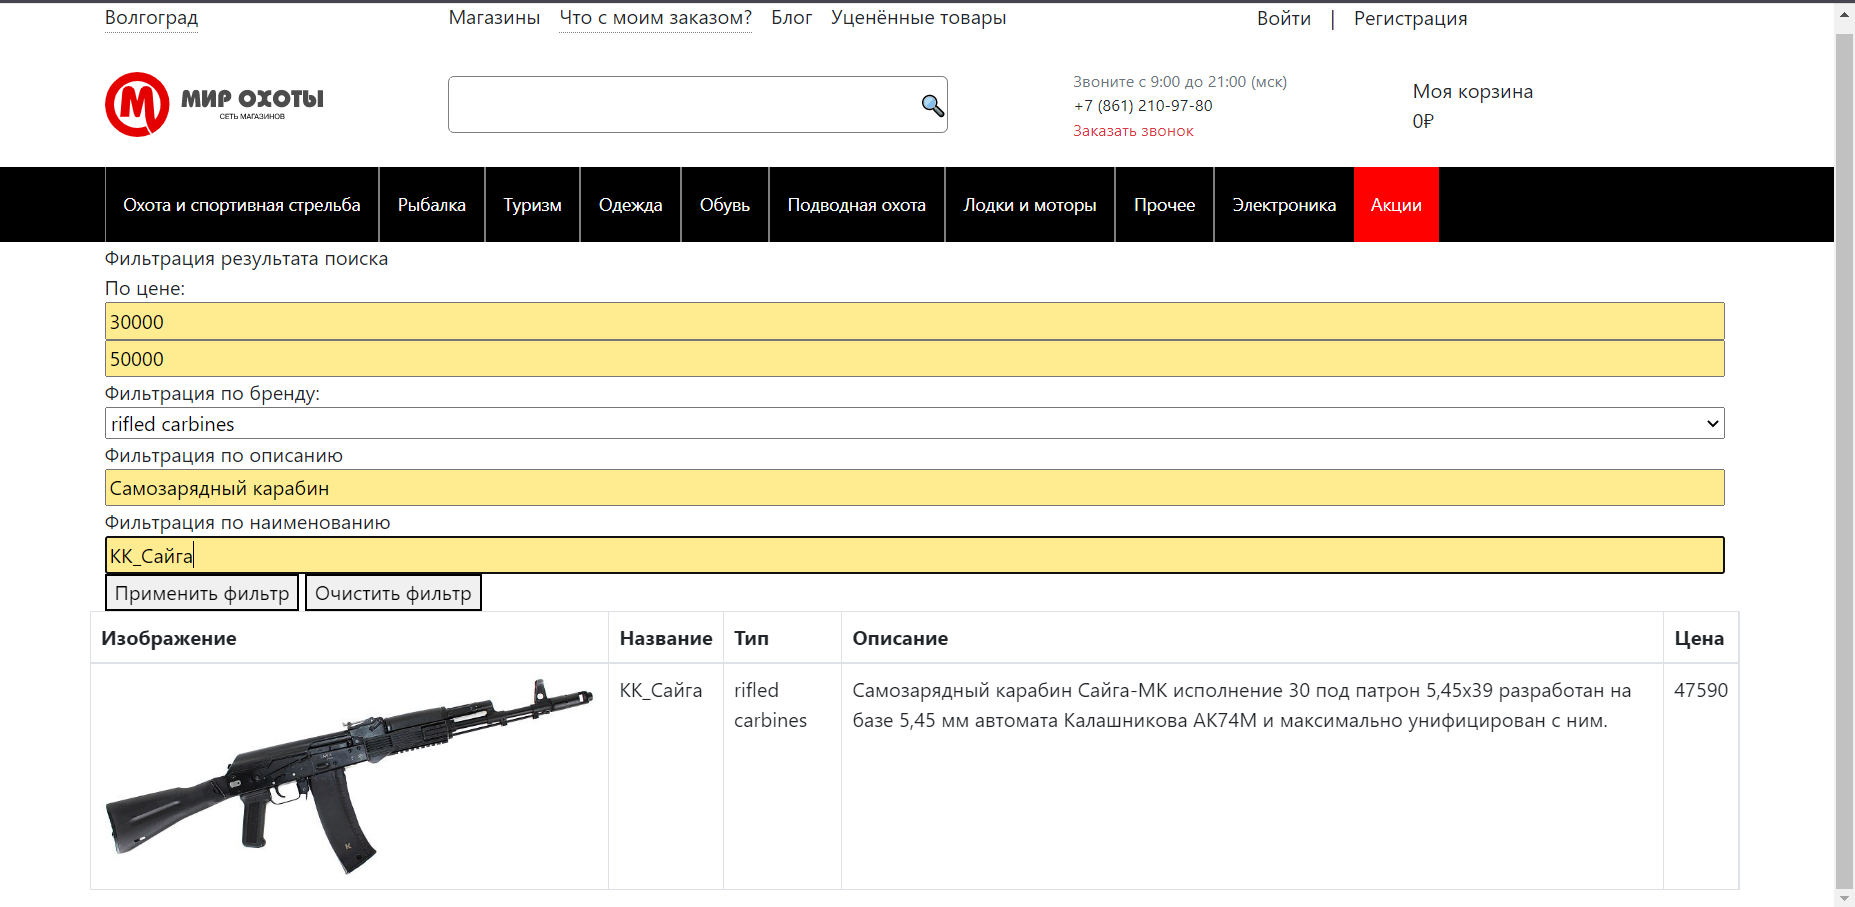 Волгоград
Магазины Что с моим заказом? Блог Уценённые товары
Войти | Регистрация
МИР ОХОТЫ
СЕТЬ МАГАЗИНОВ
Звоните с 9:00 до 21:00 (мск)
+7 (861) 210-97-80
Заказать звонок
Моя корзина
0₽
Охота и спортивная стрельба Рыбалка Туризм Одежда Обувь Подводная охота Лодки и моторы Прочее Электроника Акции
Фильтрация результата поиска
По цене:
30000
50000
Фильтрация по бренду:
rifled carbines
Фильтрация по описанию
Самозарядный карабин
Фильтрация по наименованию
КК_Сайга
Применить фильтр Очистить фильтр
Изображение Название Тип Описание Цена
КК_Сайга rifled Самозарядный карабин Сайга-МК исполнение 30 под патрон 5,45х39 разработан на 47590
carbines базе 5,45 мм автомата Калашникова АК74М и максимально унифицирован с ним.